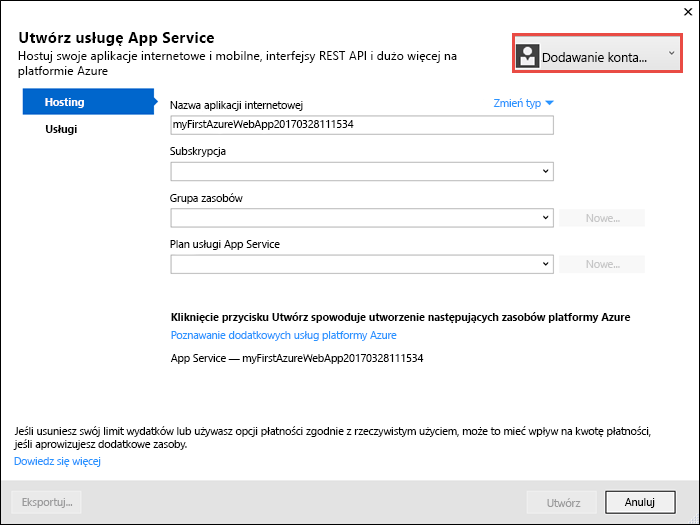 Utwórz usługę App Service
Hostuj swoje aplikacje internetowe i mobilne, interfejsy REST API i dużo więcej na
platformie Azure
Dodawanie konta...
Hosting
Usługi
Nazwa aplikacji internetowej
Zmień typ
myFirstAzureWebApp20170328111534
Subskrypcja
Grupa zasobów
Nowe...
Plan usługi App Service
Nowe...
Kliknięcie przycisku Utwórz spowoduje utworzenie następujących zasobów platformy Azure
Poznawanie dodatkowych usług platformy Azure
App Service — myFirstAzureWebApp20170328111534
Jeśli usuniesz swój limit wydatków lub używasz opcji płatności zgodnie z rzeczywistym użyciem, może to mieć wpływ na kwotę płatności,
jeśli aprowizujesz dodatkowe zasoby.
Dowiedz się więcej
Eksportuj...
Utwórz
Anuluj